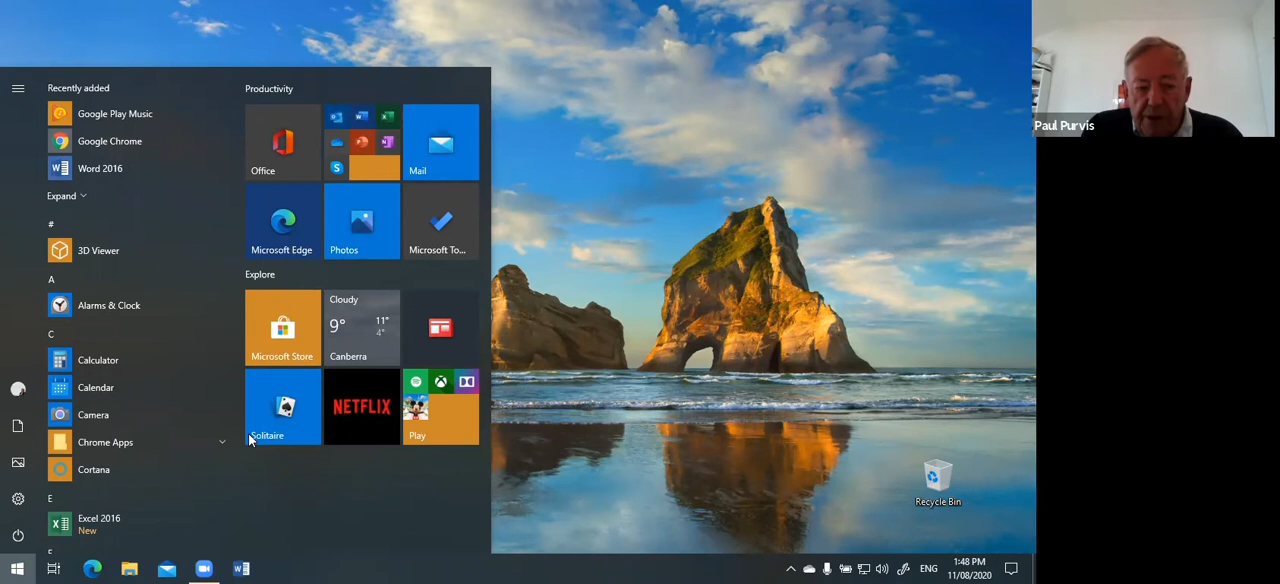 Recently added
Google Play Music
Google Chrome
Word 2016
Expand
#
3D Viewer
A
Alarms & Clock
C
Calculator
Calendar
Camera
Chrome Apps
Cortana
E
Excel 2016
New
Productivity
Office
Mail
Microsoft Edge
Photos
Microsoft To...
Explore
Microsoft Store
Cloudy
9° 11°
4°
Canberra
Solitaire
NETFLIX
Play
Recycle Bin
Paul Purvis
ENG
1:48 PM
11/08/2020